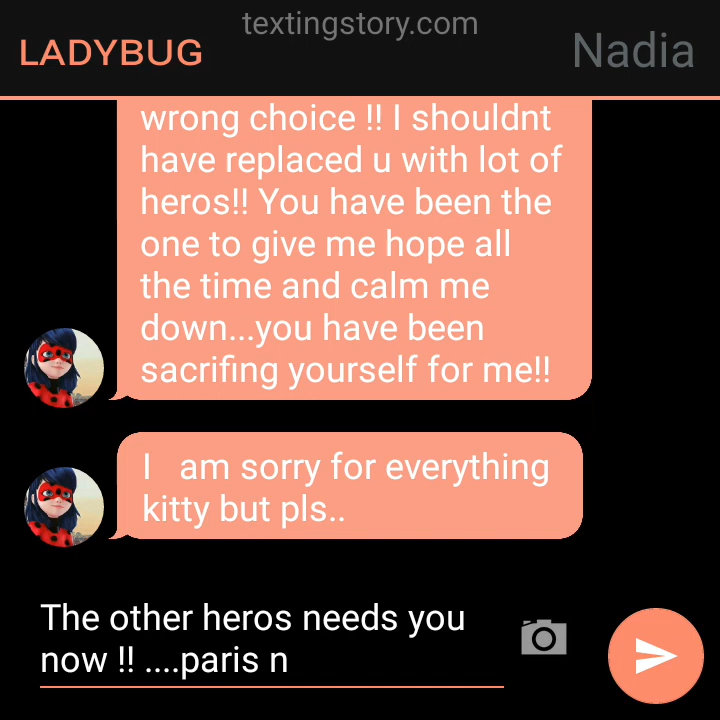 textingstory.com
LADYBUG
Nadia
wrong choice !! I shouldnt
have replaced u with lot of
heros!! You have been the
one to give me hope all
the time and calm me
down...you have been
sacrifing yourself for me!!
I am sorry for everything
kitty but pls..
The other heros needs you
now !! ....paris n